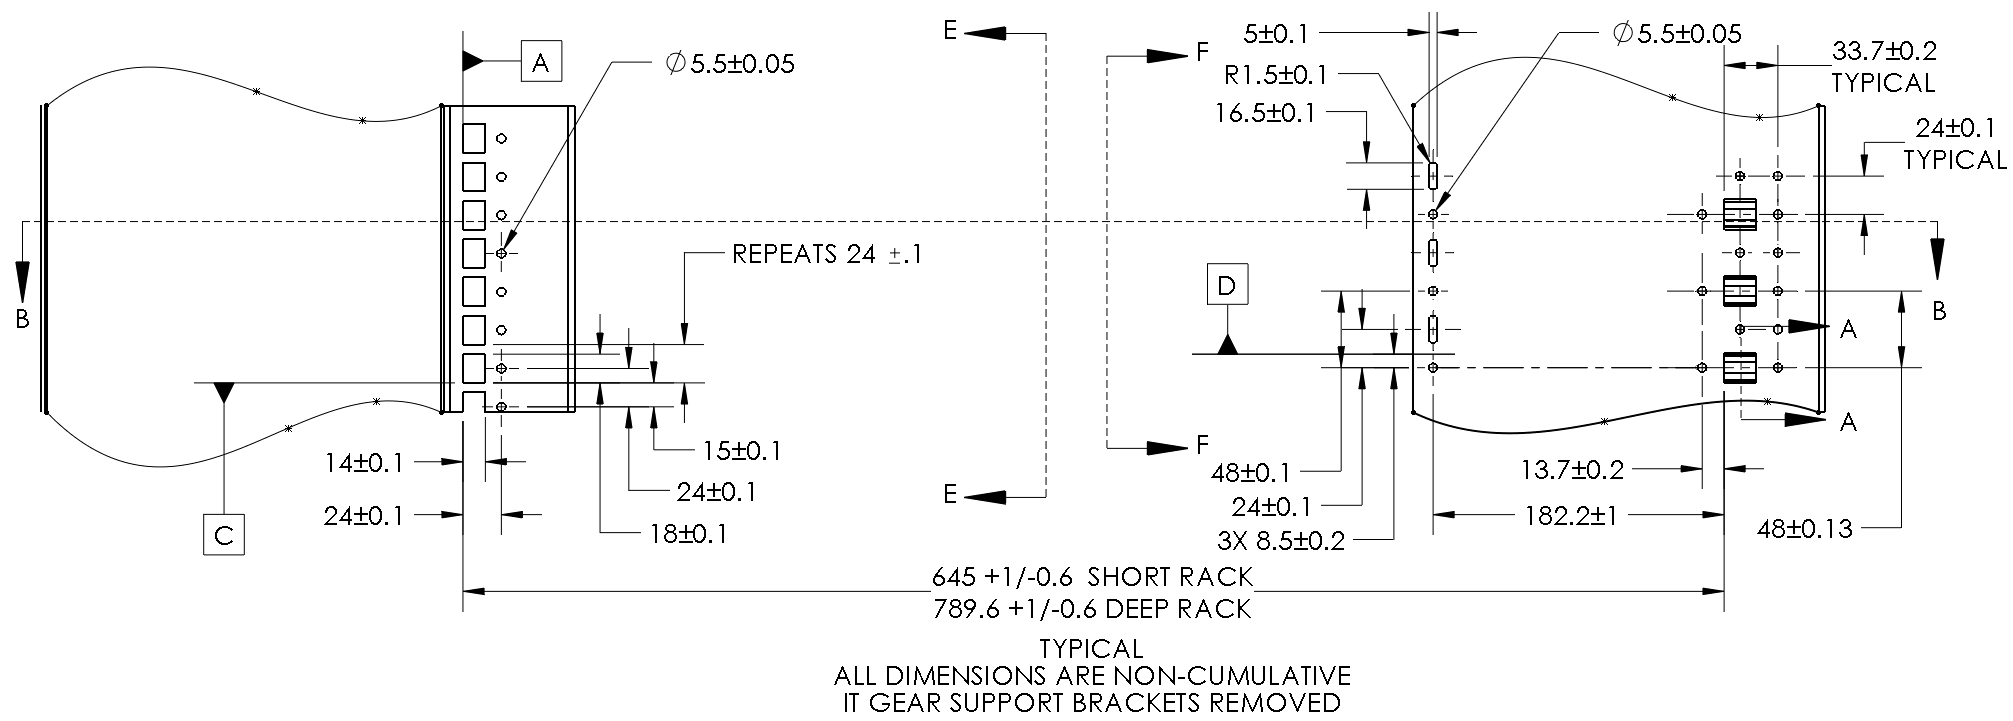 E
F
A
⌀5.5±0.05
5±0.1
R1.5±0.1
16.5±0.1
⌀5.5±0.05
33.7±0.2
TYPICAL
24±0.1
TYPICAL
REPEATS 24 ±.1
B
D
B
A
A
14±0.1
24±0.1
C
15±0.1
24±0.1
18±0.1
E
F
48±0.1
24±0.1
3X 8.5±0.2
13.7±0.2
182.2±1
48±0.13
645 +1/-0.6 SHORT RACK
789.6 +1/-0.6 DEEP RACK
TYPICAL
ALL DIMENSIONS ARE NON-CUMULATIVE
IT GEAR SUPPORT BRACKETS REMOVED